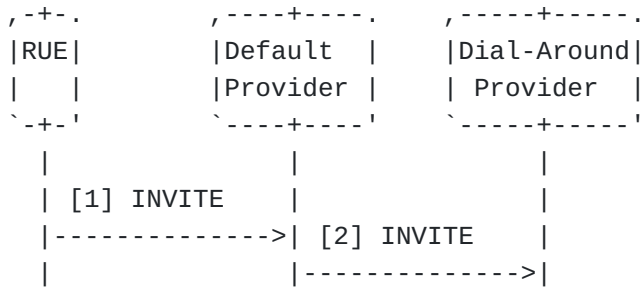 ,-+-.         ,----+----.    ,-----+-----.
|RUE|         |Default  |    |Dial-Around|
|   |         |Provider |    | Provider  |
`-+-'         `----+----'    `-----+-----'
  |                |               |
  | [1] INVITE     |               |
  |-------------->| [2] INVITE    |
  |                |-------------->|